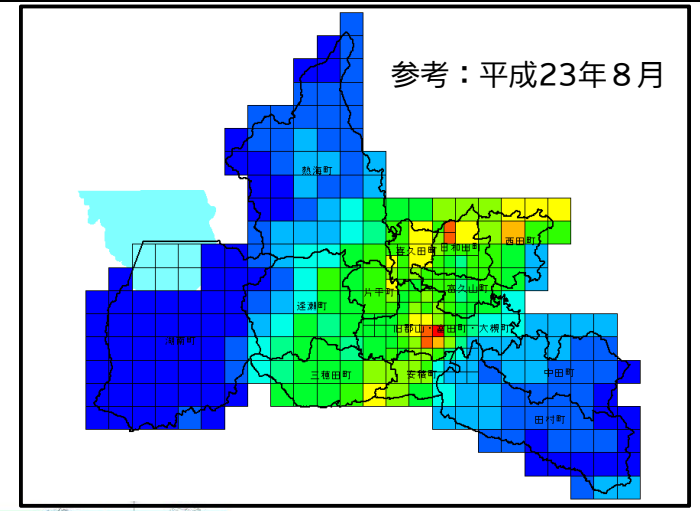 参考：平成23年８月
熱海町
西田町
喜久田町
日和田町
富久山町
片平町
逢瀬町
旧郡山・富田町・大槻町
湖南町
三穂田町
安積町
中田町
田村町